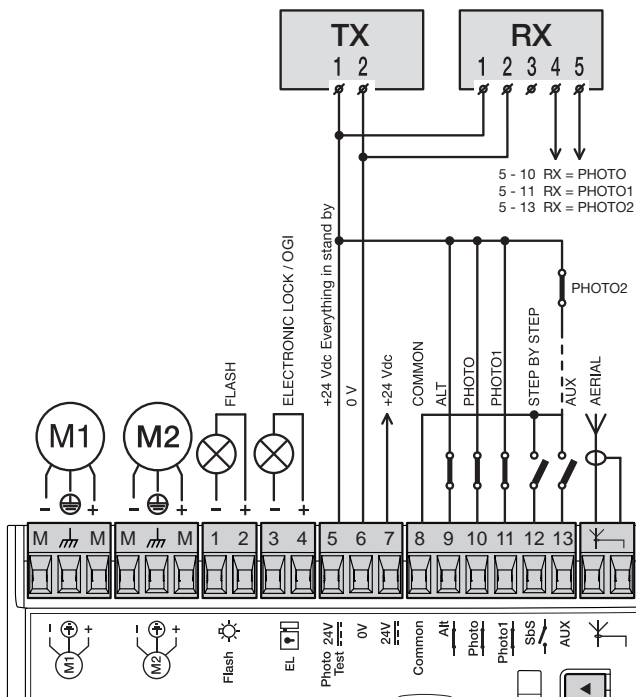 TX
1 2
RX
1 2 3 4 5
5 - 10 RX = PHOTO
5 - 11 RX = PHOTO1
5 - 13 RX = PHOTO2
PHOTO2
FLASH
ELECTRONIC LOCK / OGI
+24 Vdc Everything in stand by
0 V
+24 Vdc
COMMON
ALT
PHOTO
PHOTO1
STEP BY STEP
AUX
AERIAL
M1
M2
- +
- +
- +
- +
M M
M M
1 2
3 4
5 6 7
8 9 10 11 12 13
- +
M1
- +
M2
Flash
EL
Photo 24V
Test
0V
24V
Common
Alt
Photo
Photo1
SbS
AUX